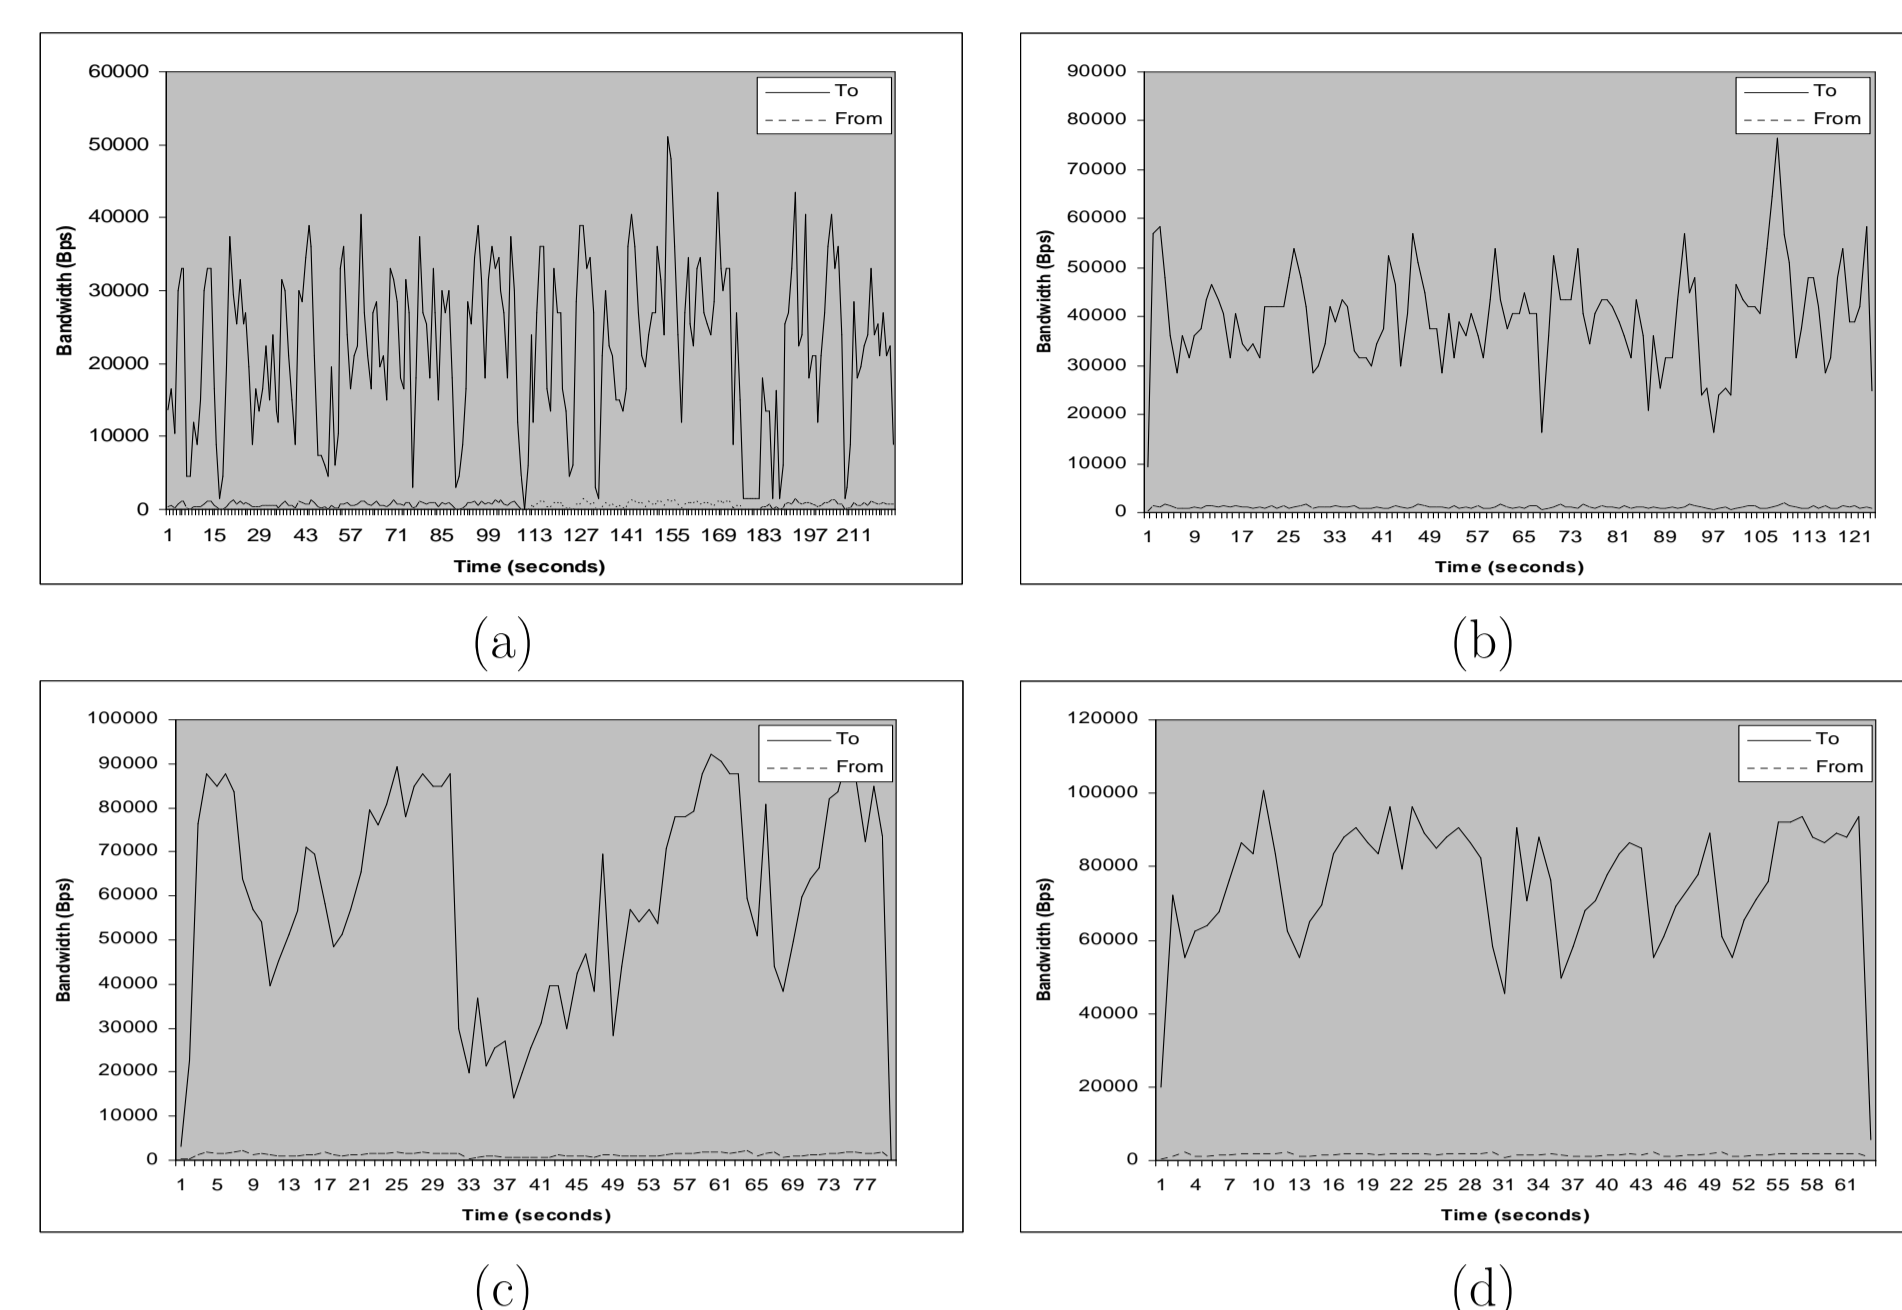 60000
50000
40000
30000
20000
10000
0
Bandwidth (Bps)
To
From
1 15 29 43 57 71 85 99 113 127 141 155 169 183 197 211
Time (seconds)
(a)
90000
80000
70000
60000
50000
40000
30000
20000
10000
0
Bandwidth (Bps)
To
From
1 9 17 25 33 41 49 57 65 73 81 89 97 105 113 121
Time (seconds)
(b)
100000
90000
80000
70000
60000
50000
40000
30000
20000
10000
0
Bandwidth (Bps)
To
From
1 5 9 13 17 21 25 29 33 37 41 45 49 53 57 61 65 69 73 77
Time (seconds)
(c)
120000
100000
80000
60000
40000
20000
0
Bandwidth (Bps)
To
From
1 4 7 10 13 16 19 22 25 28 31 34 37 40 43 46 49 52 55 58 61
Time (seconds)
(d)